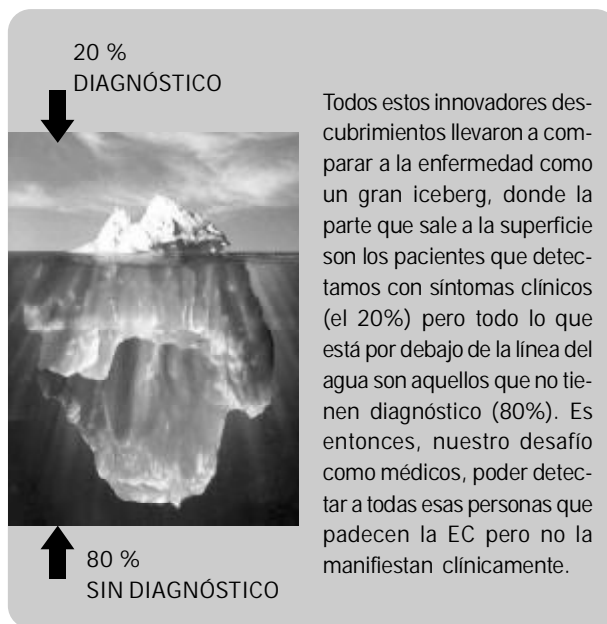 20 %
DIAGNÓSTICO
Todos estos innovadores des-
cubrimientos llevaron a com-
parar a la enfermedad como
un gran iceberg, donde la
parte que sale a la superficie
son los pacientes que detec-
tamos con síntomas clínicos
(el 20%) pero todo lo que
está por debajo de la línea del
agua son aquellos que no tie-
nen diagnóstico (80%). Es
entonces, nuestro desafío
como médicos, poder detec-
tar a todas esas personas que
padecen la EC pero no la
manifiestan clínicamente.
80 %
SIN DIAGNÓSTICO